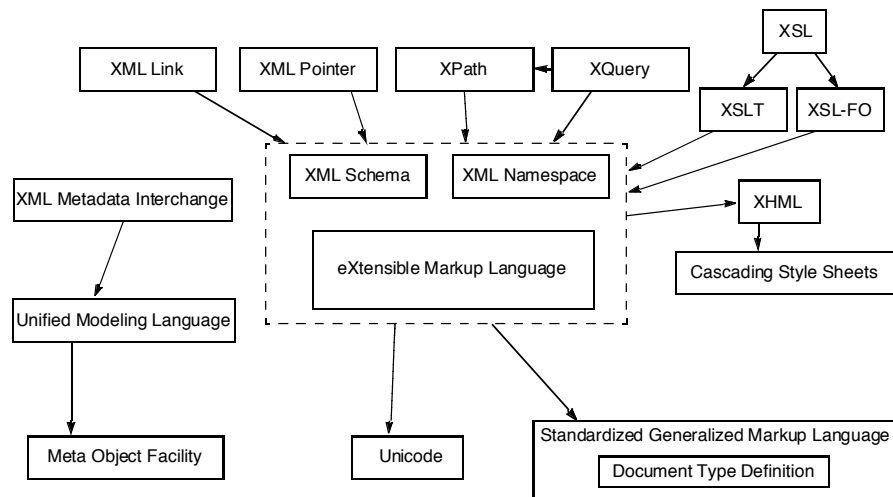 XSL
XML Link
XML Pointer
XPath
XQuery
XSLT
XSL-FO
XML Schema
XML Namespace
XML Metadata Interchange
XHML
eXtensible Markup Language
Cascading Style Sheets
Unified Modeling Language
Standardized Generalized Markup Language
Meta Object Facility
Unicode
Document Type Definition